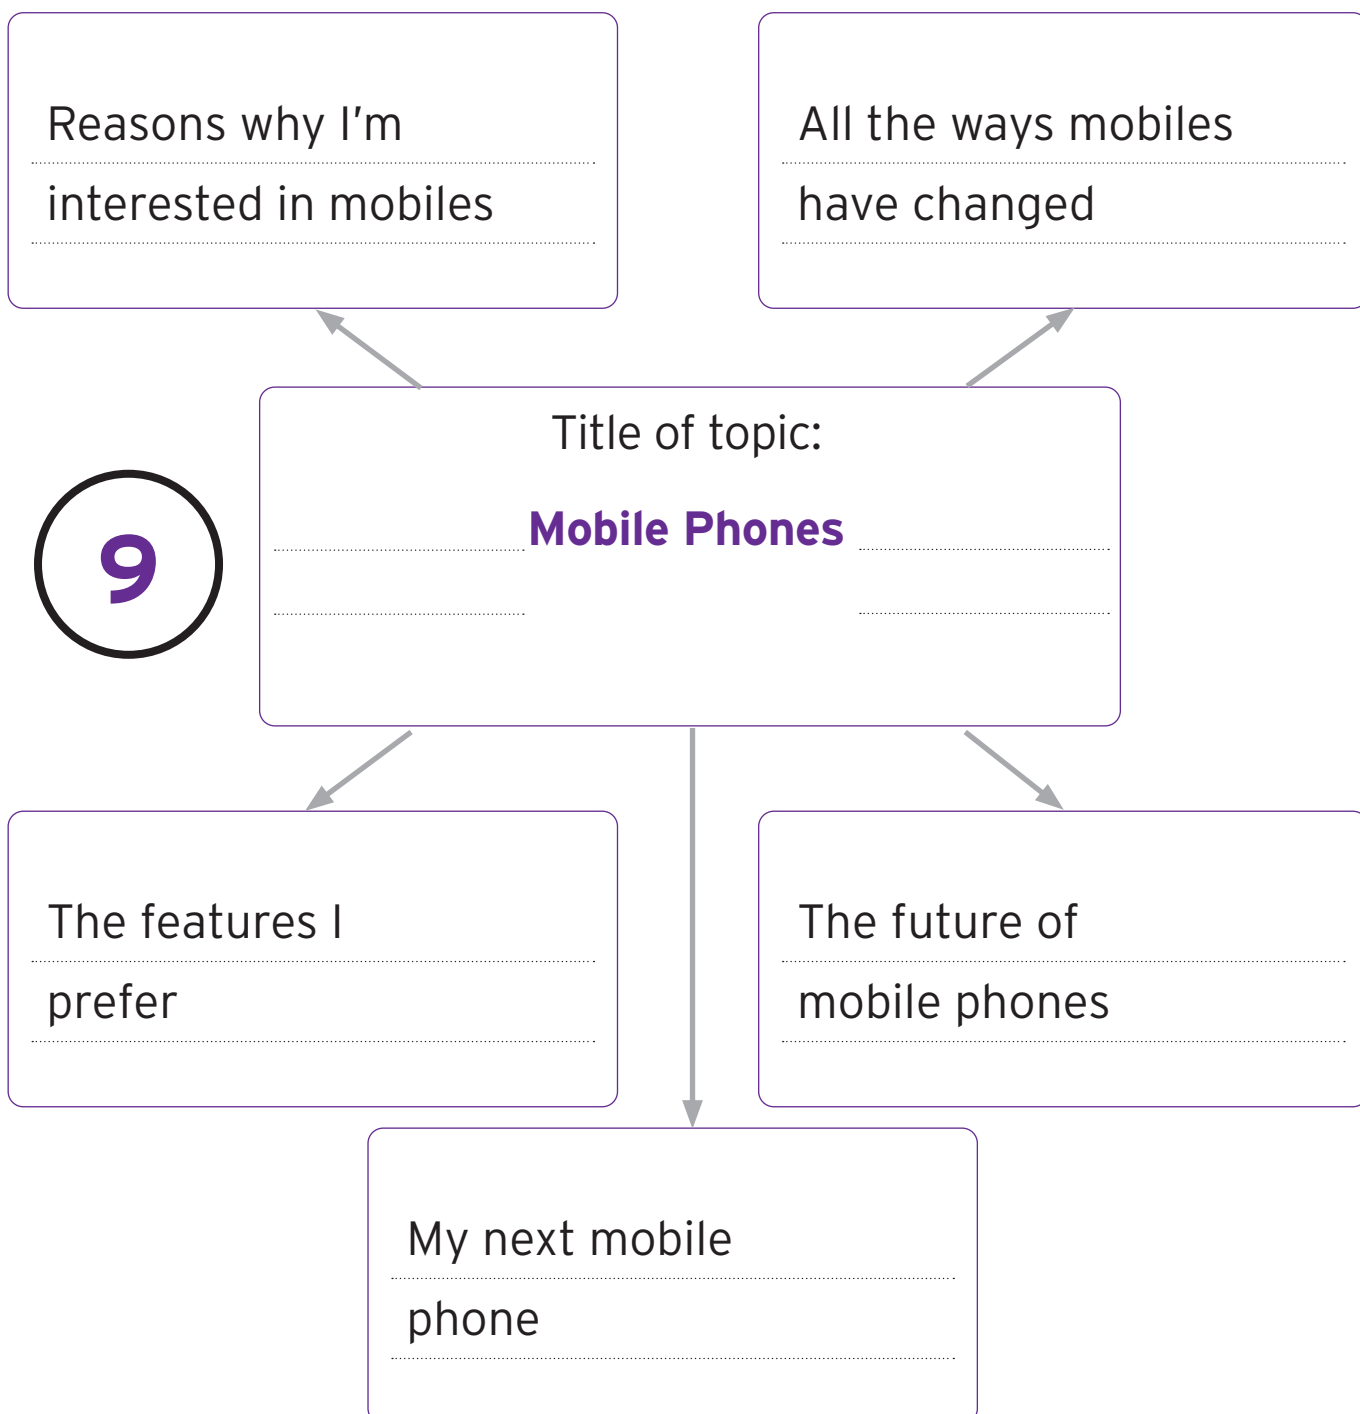 Reasons why I'm
interested in mobiles
All the ways mobiles
have changed
Title of topic:
Mobile Phones
9
The features I
prefer
The future of
mobile phones
My next mobile
phone